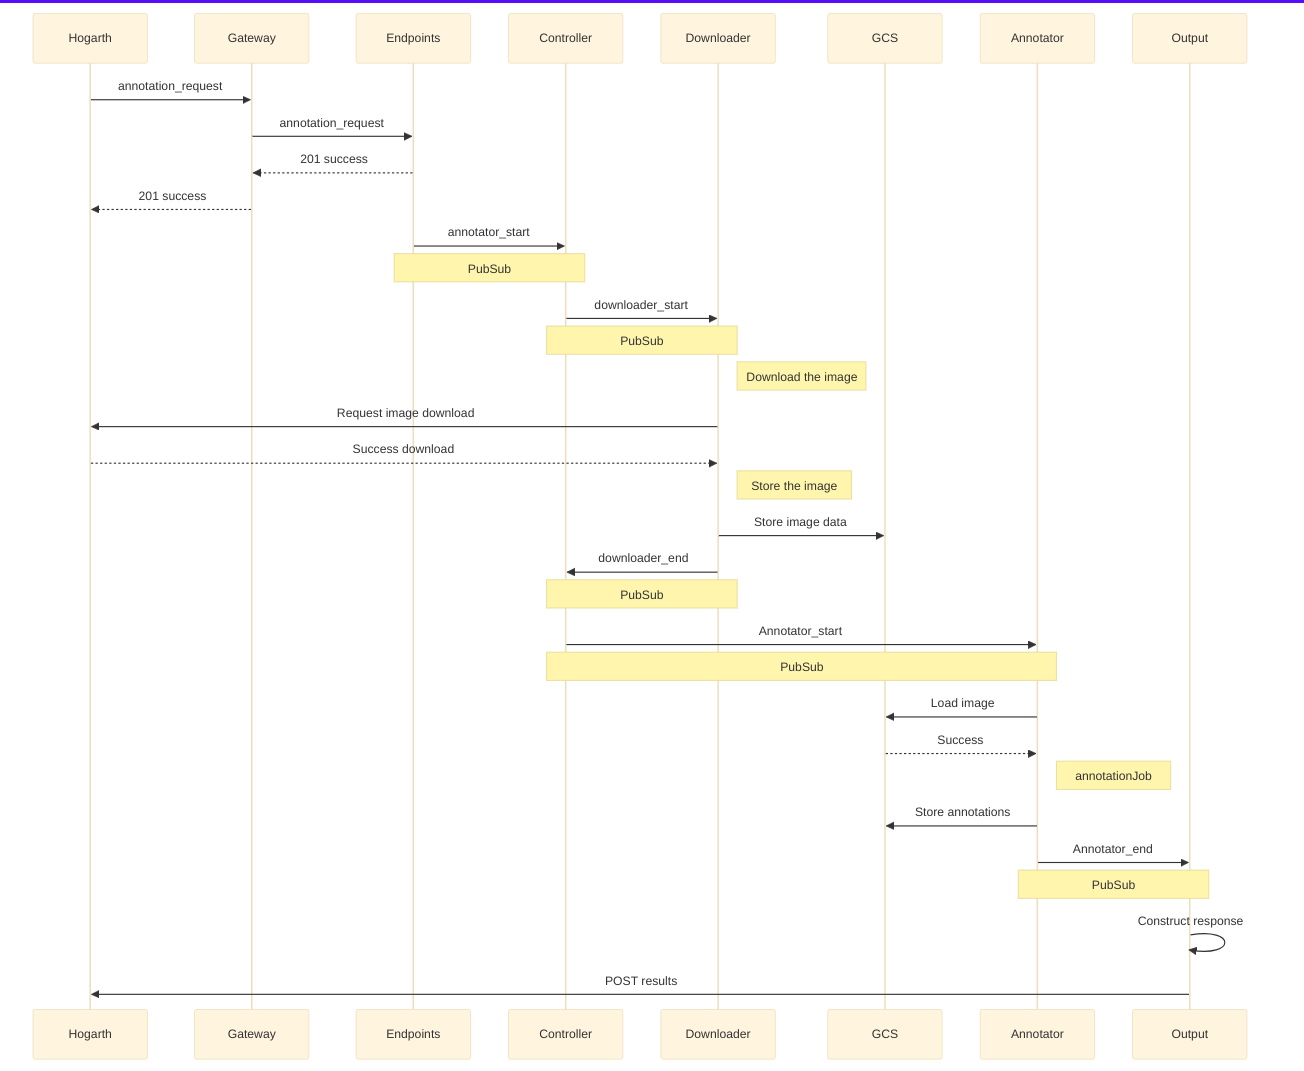 Hogarth
Gateway
Endpoints
Controller
Downloader
GCS
Annotator
Output
annotation_request
annotation_request
201 success
201 success
annotator_start
PubSub
downloader_start
PubSub
Download the image
Request image download
Success download
Store the image
Store image data
downloader_end
PubSub
Annotator_start
PubSub
Load image
Success
annotationJob
Store annotations
Annotator_end
PubSub
Construct response
POST results
Hogarth
Gateway
Endpoints
Controller
Downloader
GCS
Annotator
Output